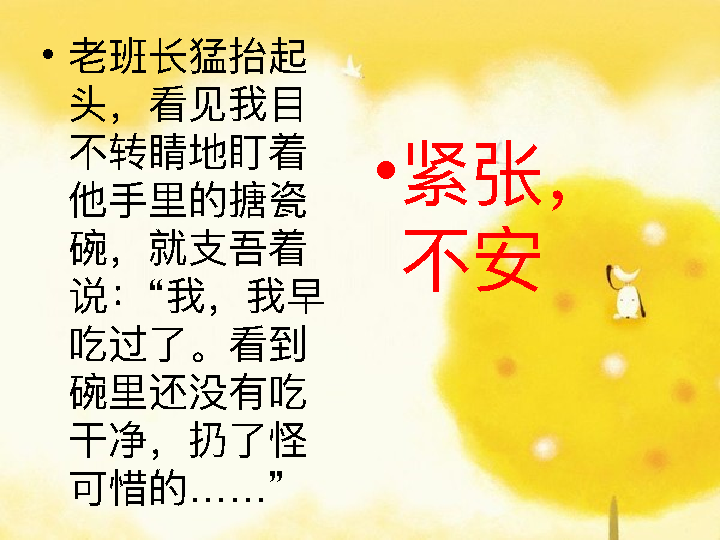 • 老班长猛抬起
头，看见我目
不转睛地盯着
他手里的搪瓷
碗，就支吾着
说：“我，我早
吃过了。看到
碗里还没有吃
干净，扔了怪
可惜的……”
•紧张，
不安